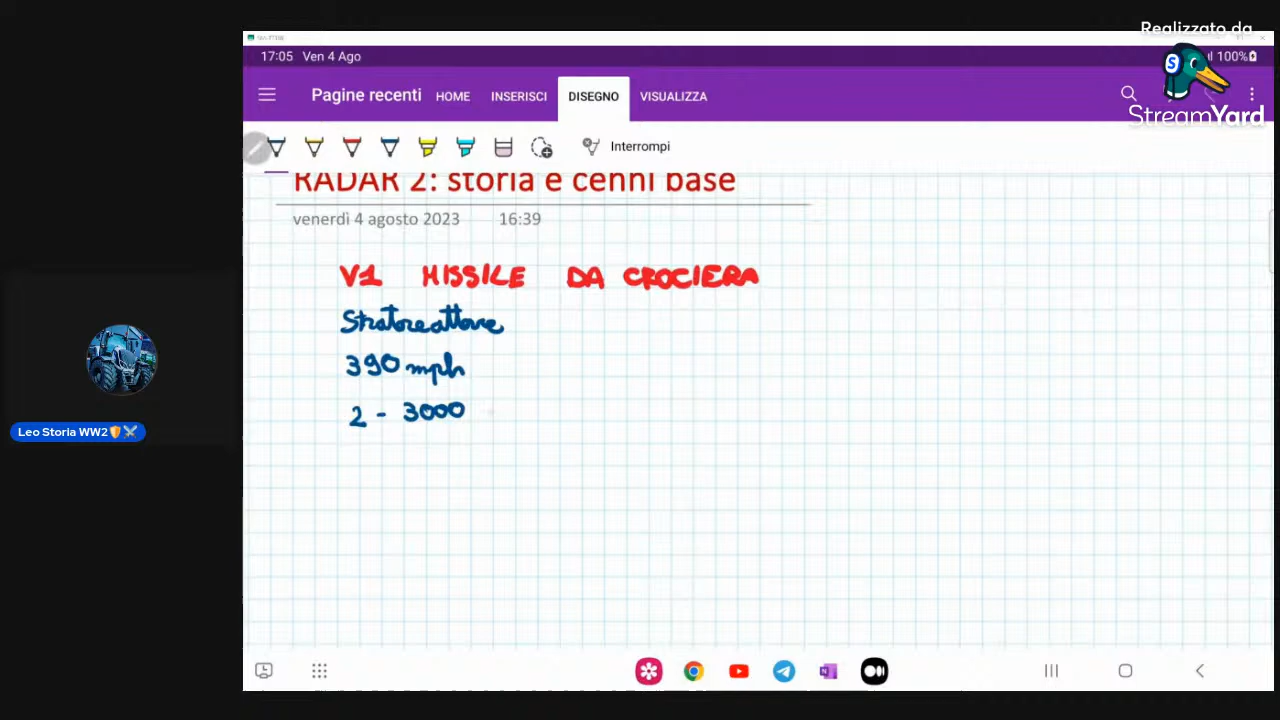 Realizzato da
StreamYard
17:05 Ven 4 Ago
100%
Pagine recenti HOME INSERISCI DISEGNO VISUALIZZA
Interrompi
RADAR 2: storia e cenni base
venerdì 4 agosto 2023 16:39
V1 MISSILE DA CROCIERA
Statoreattore
390 mph
2 - 3000
Leo Storia WW2